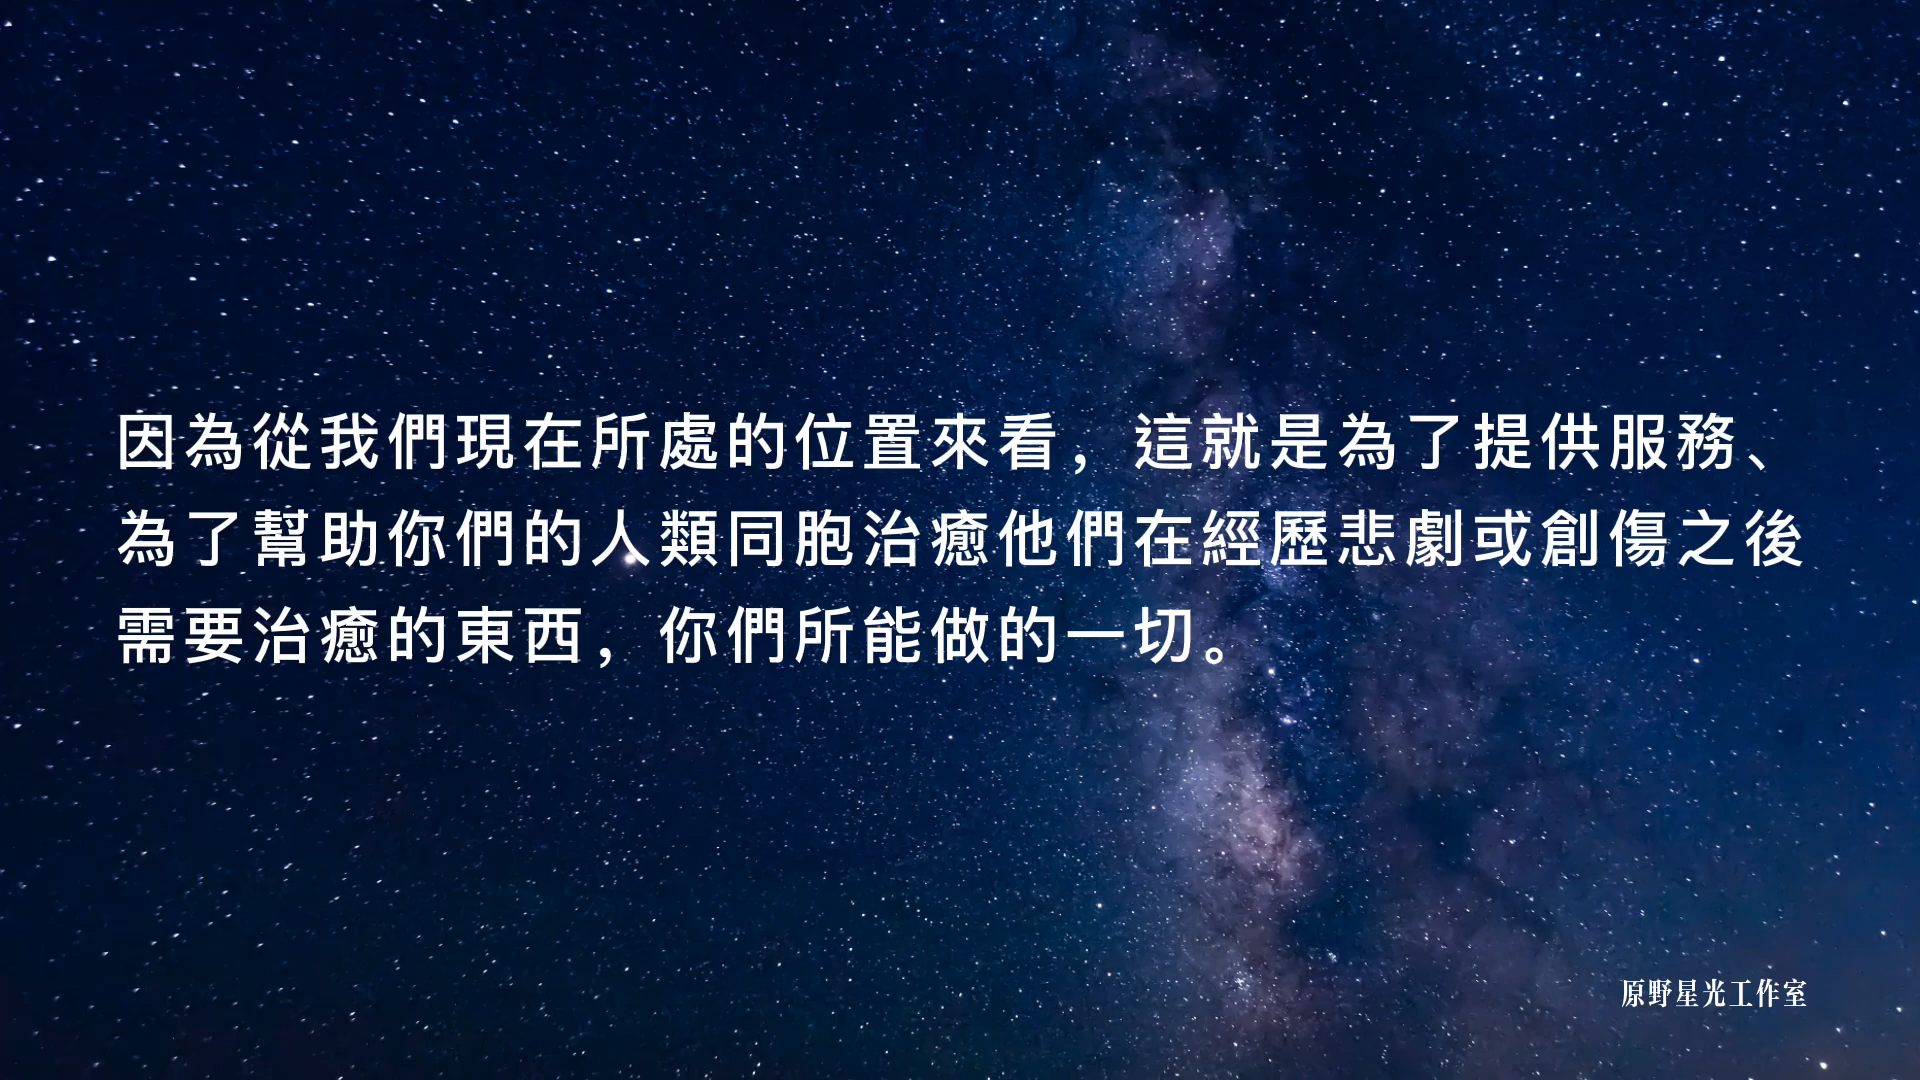 因為從我們現在所處的位置來看，這就是為了提供服務、
為了幫助你們的人類同胞治癒他們在經歷悲劇或創傷之後
需要治癒的東西，你們所能做的一切。
原野星光工作室